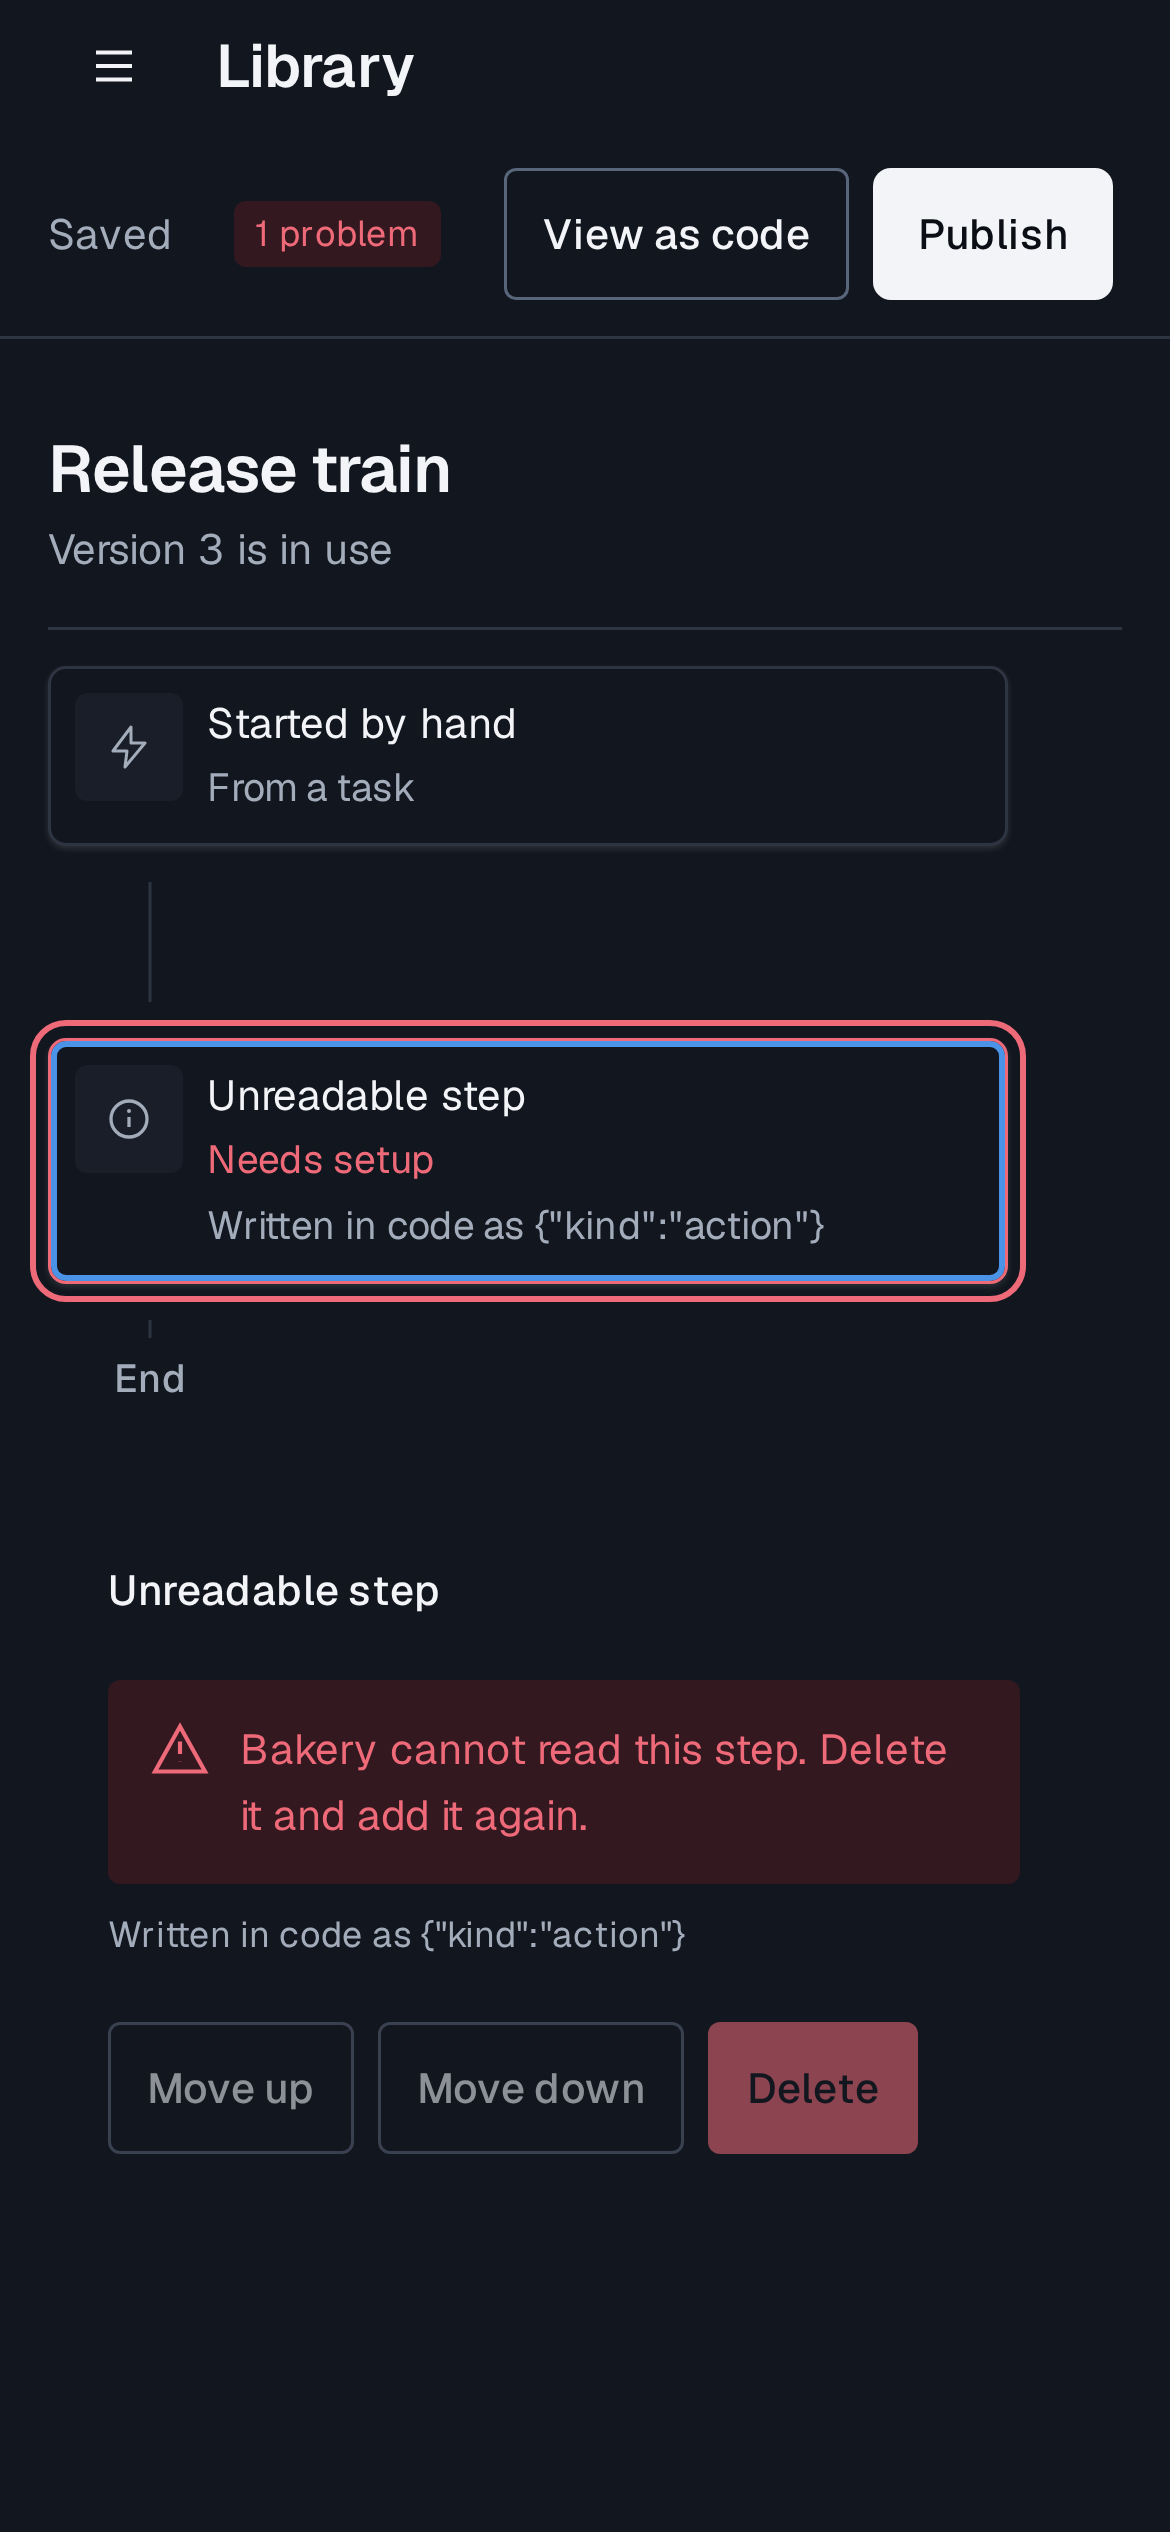 Library
Saved
1 problem
View as code
Publish
Release train
Version 3 is in use
Started by hand
From a task
Unreadable step
Needs setup
Written in code as {"kind":"action"}
End
Unreadable step
Bakery cannot read this step. Delete
it and add it again.
Written in code as {"kind":"action"}
Move up
Move down
Delete